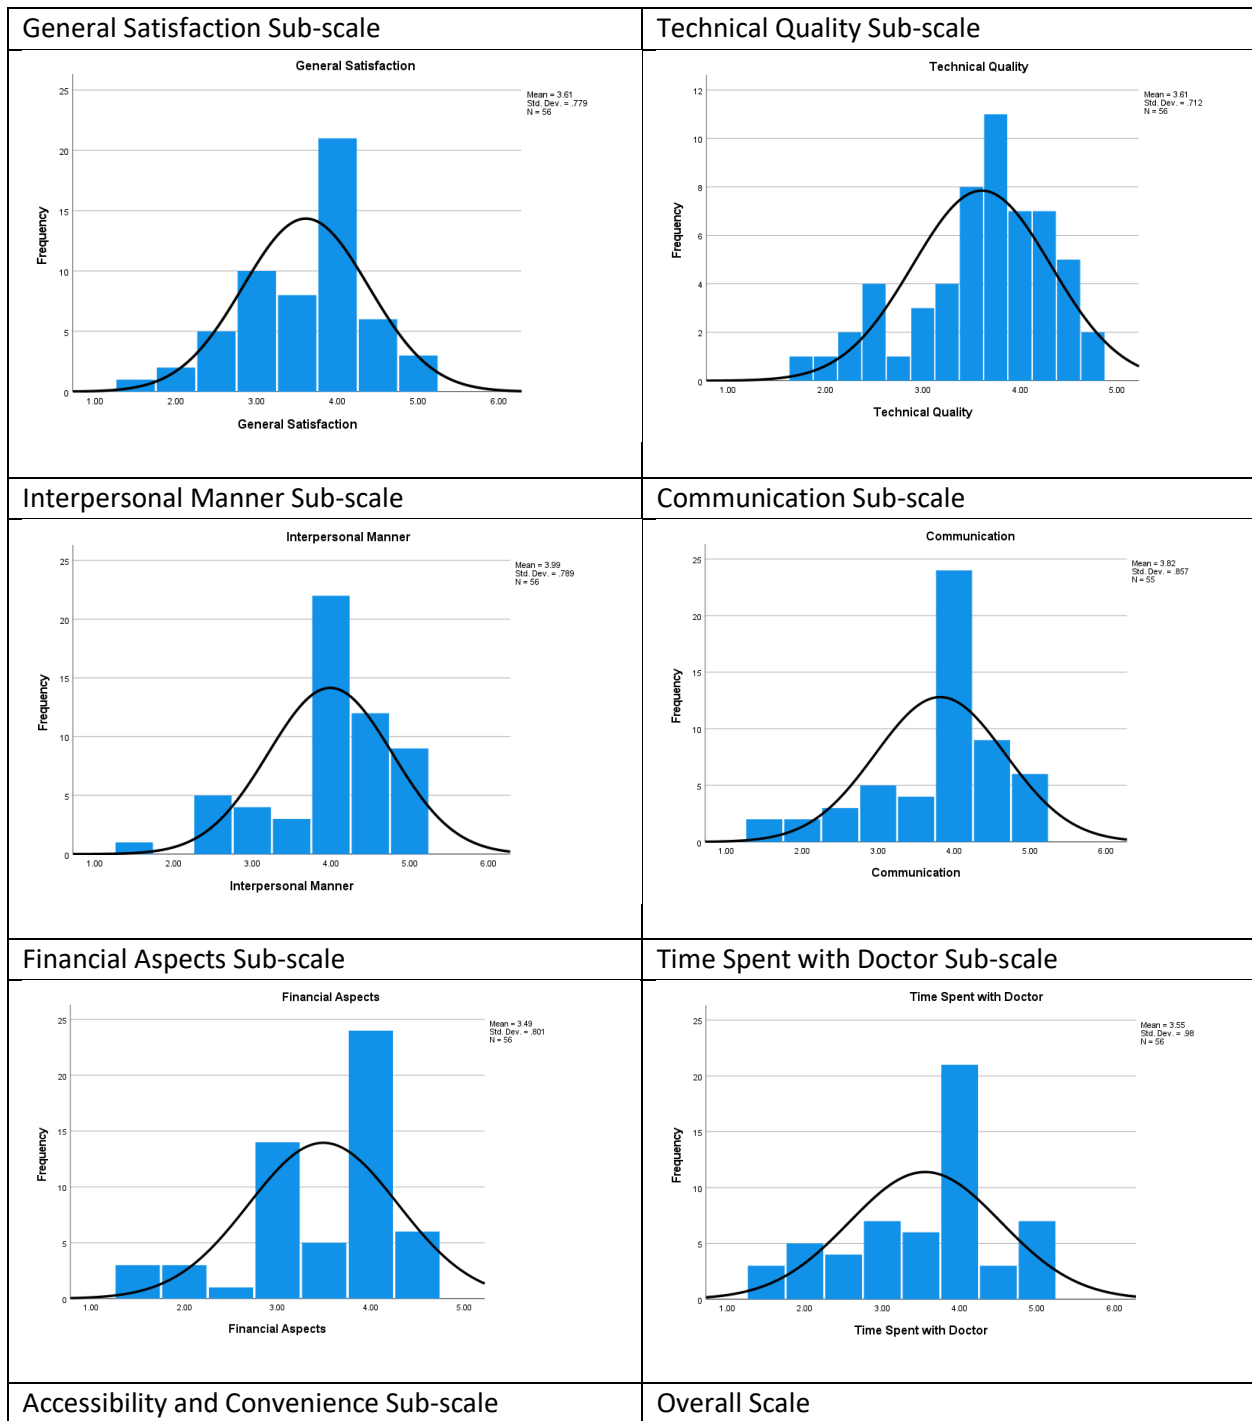 General Satisfaction Sub-scale
Technical Quality Sub-scale
General Satisfaction
Mean = 3.61
Std. Dev. = .779
N = 56
25
20
15
10
5
0
Frequency
1.00 2.00 3.00 4.00 5.00 6.00
General Satisfaction
Technical Quality
Mean = 3.61
Std. Dev. = .712
N = 56
12
10
8
6
4
2
0
Frequency
1.00 2.00 3.00 4.00 5.00
Technical Quality
Interpersonal Manner Sub-scale
Communication Sub-scale
Interpersonal Manner
Mean = 3.99
Std. Dev. = .789
N = 56
25
20
15
10
5
0
Frequency
1.00 2.00 3.00 4.00 5.00 6.00
Interpersonal Manner
Communication
Mean = 3.82
Std. Dev. = .857
N = 55
25
20
15
10
5
0
Frequency
1.00 2.00 3.00 4.00 5.00 6.00
Communication
Financial Aspects Sub-scale
Time Spent with Doctor Sub-scale
Financial Aspects
Mean = 3.49
Std. Dev. = .801
N = 56
25
20
15
10
5
0
Frequency
1.00 2.00 3.00 4.00 5.00
Financial Aspects
Time Spent with Doctor
Mean = 3.55
Std. Dev. = .98
N = 56
25
20
15
10
5
0
Frequency
1.00 2.00 3.00 4.00 5.00 6.00
Time Spent with Doctor
Accessibility and Convenience Sub-scale
Overall Scale